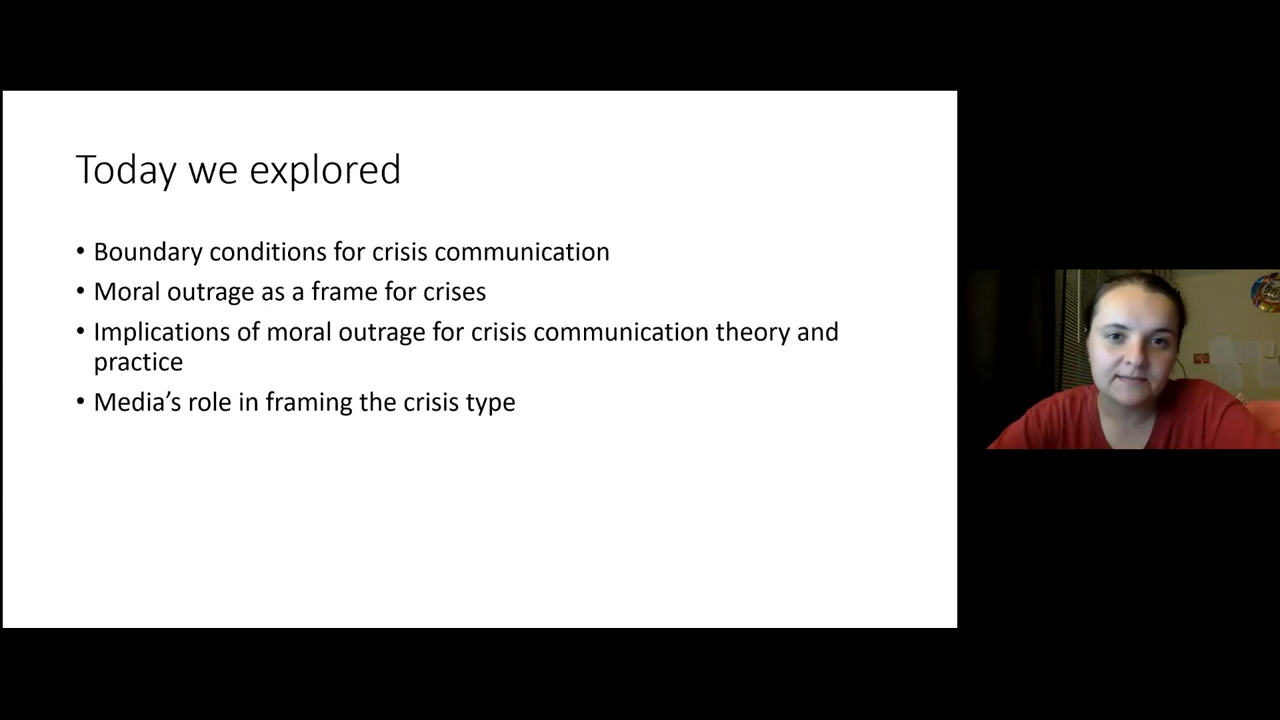 Today we explored
• Boundary conditions for crisis communication
• Moral outrage as a frame for crises
• Implications of moral outrage for crisis communication theory and
practice
• Media’s role in framing the crisis type